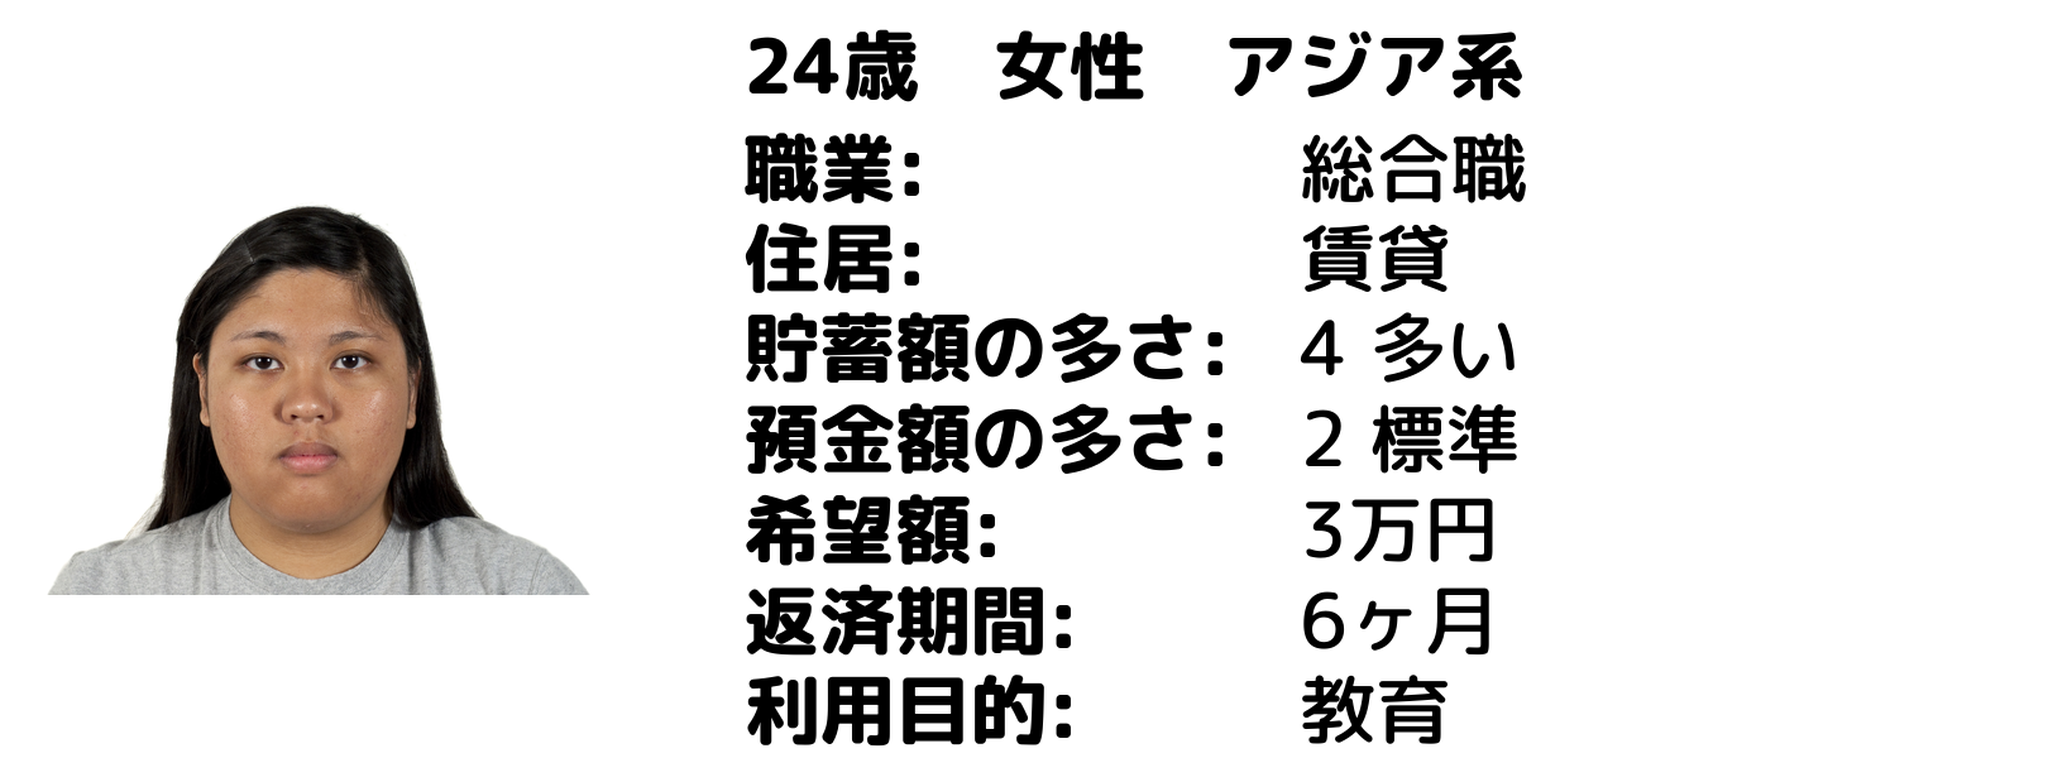 24歳　女性　アジア系
職業: 総合職
住居: 賃貸
貯蓄額の多さ: 4 多い
預金額の多さ: 2 標準
希望額: 3万円
返済期間: 6ヶ月
利用目的: 教育